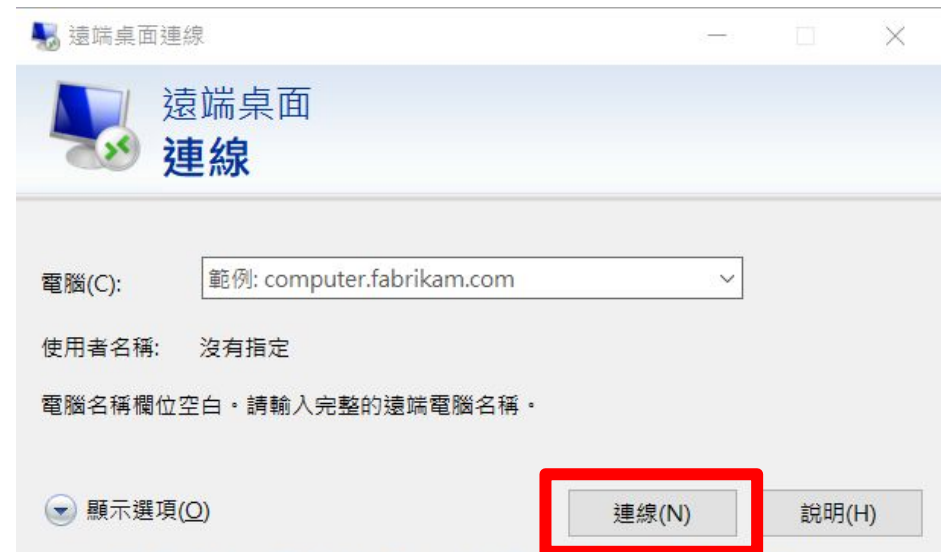 遠端桌面連線
遠端桌面
連線
電腦(C):
範例: computer.fabrikam.com
使用者名稱: 沒有指定
電腦名稱欄位空白。請輸入完整的遠端電腦名稱。
顯示選項(O)
連線(N)
說明(H)